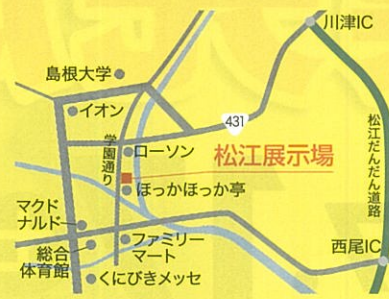 川津IC
島根大学
イオン
431
学園通り
ローソン
松江展示場
松江だんだん道路
ほっかほっか亭
マクド
ナルド
ファミリー
マート
総合
体育館
西尾IC
くにびきメッセ